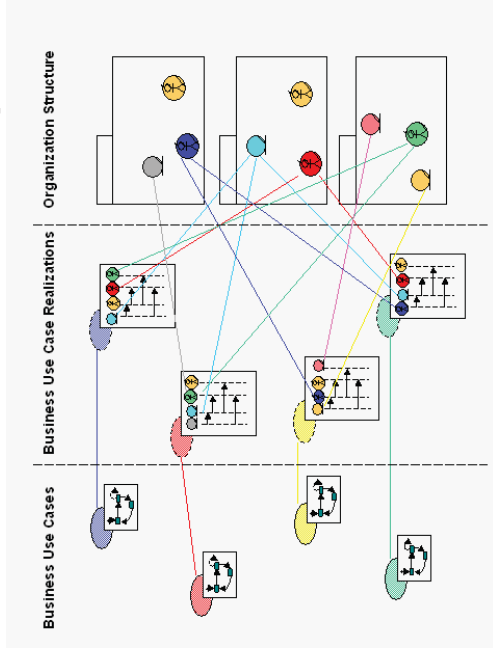 Organization Structure
Business Use Case Realizations
Business Use Cases